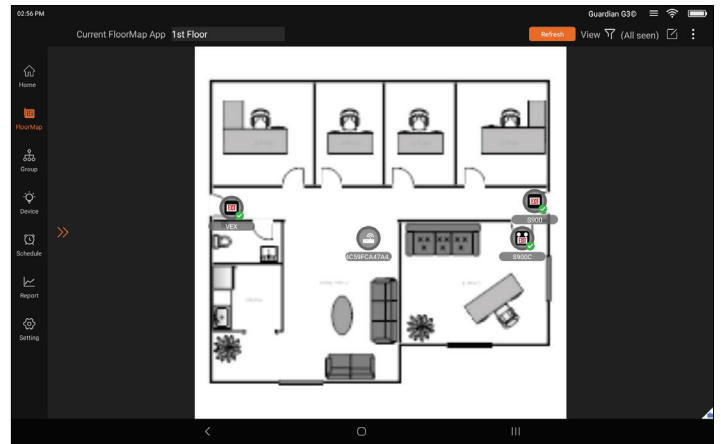 02:56 PM
Guardian G3©
Current FloorMap App 1st Floor
Refresh
View
(All seen)
Home
FloorMap
Group
Device
Schedule
Report
Setting
VEX
4C59FCA47A4
S900
S900C